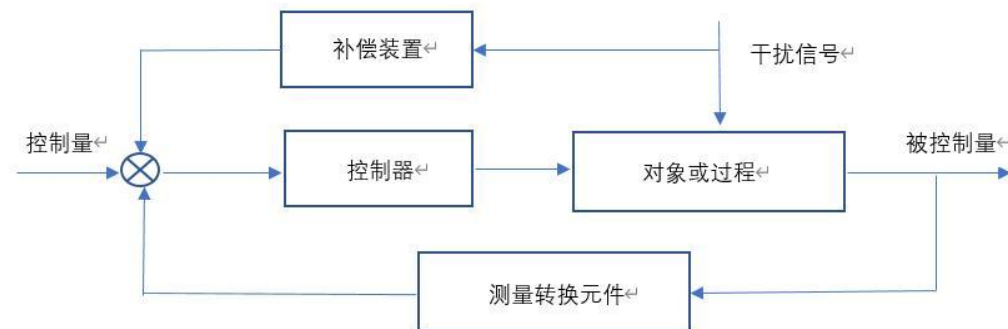 补偿装置↵
干扰信号↵
控制量↵
控制器↵
对象或过程↵
被控制量↵
测量转换元件↵